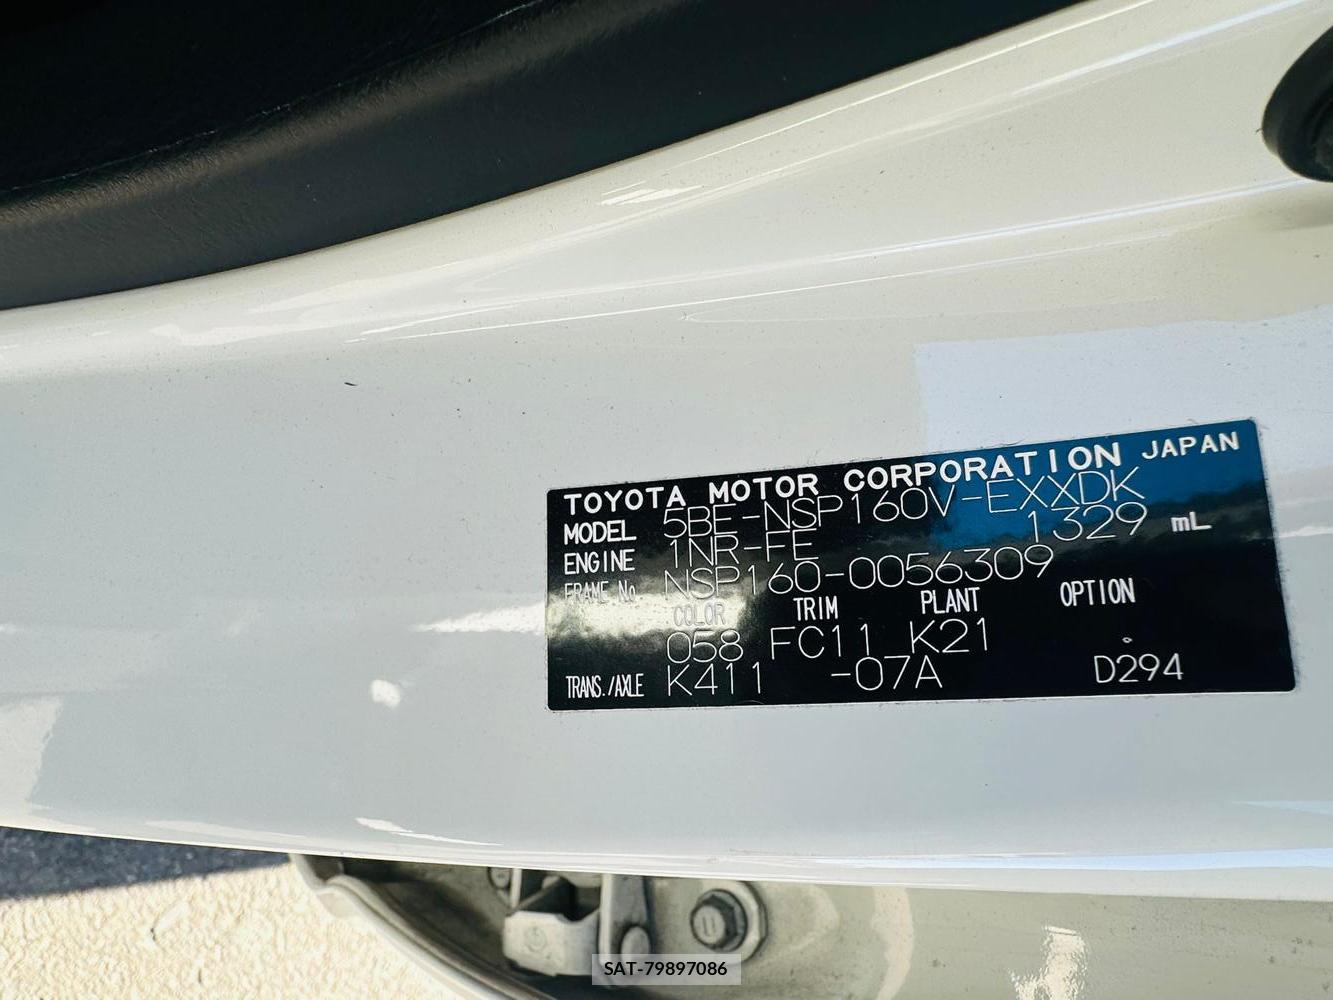 TOYOTA MOTOR CORPORATION JAPAN
MODEL 5BE-NSP160V-EXXDK
ENGINE 1NR-FE 1329 mL
FRAME No. NSP160-0056309
COLOR TRIM PLANT OPTION
058 FC11 K21
TRANS./AXLE K411 -07A D294
SAT-79897086